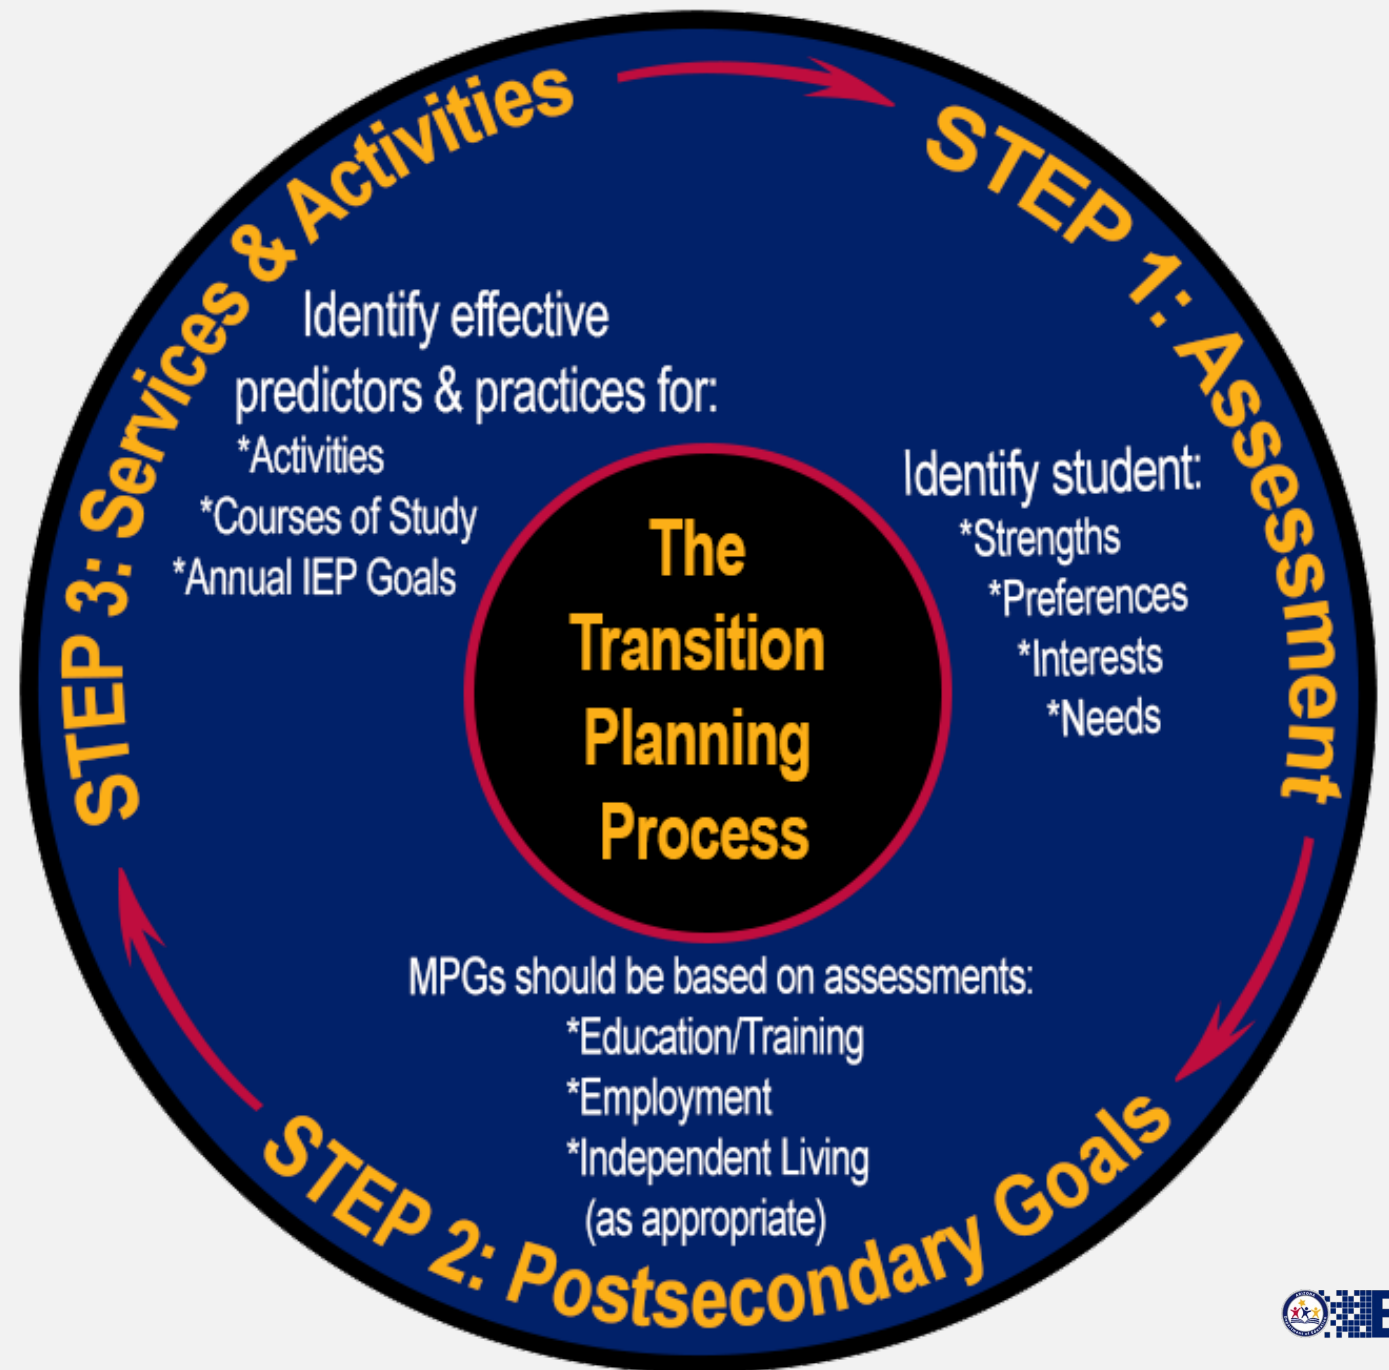 The
Transition
Planning
Process
STEP 1: Assessment
Identify student:
*Strengths
*Preferences
*Interests
*Needs
STEP 2: Postsecondary Goals
MPGs should be based on assessments:
*Education/Training
*Employment
*Independent Living
(as appropriate)
STEP 3: Services & Activities
Identify effective
predictors & practices for:
*Activities
*Courses of Study
*Annual IEP Goals